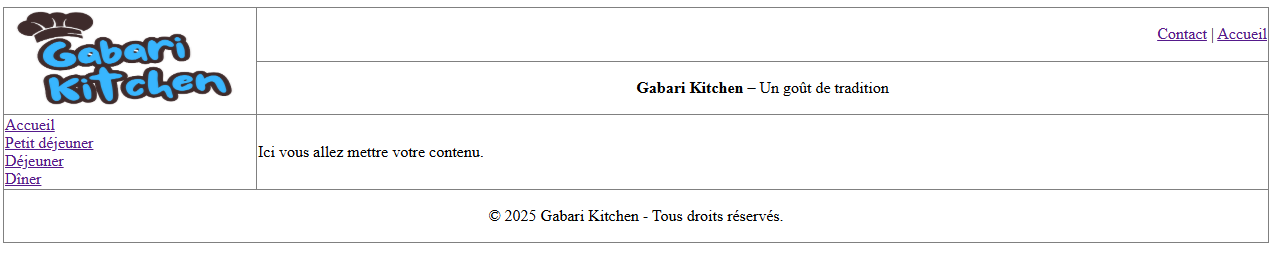 Gabari
Kitchen
Contact | Accueil
Gabari Kitchen – Un goût de tradition
Accueil
Petit déjeuner
Déjeuner
Dîner
Ici vous allez mettre votre contenu.
© 2025 Gabari Kitchen - Tous droits réservés.